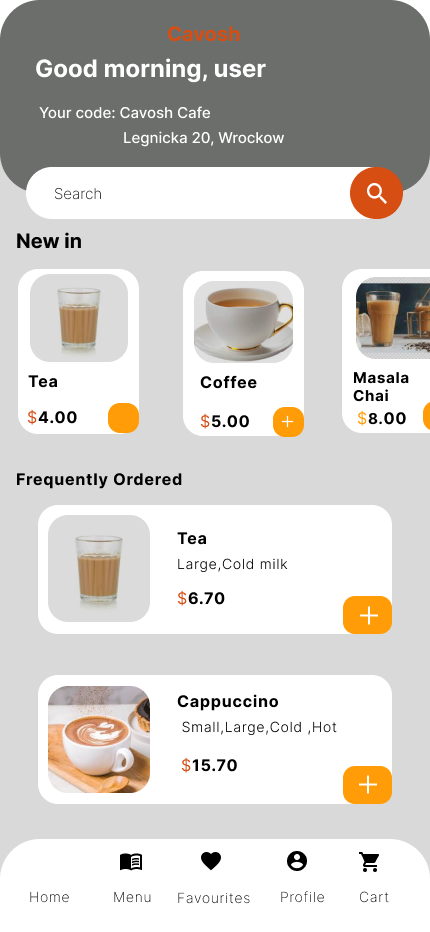 Cavosh
Good morning, user
Your code: Cavosh Cafe
Legnicka 20, Wrockow
Search
New in
Tea
$4.00
Coffee
$5.00
Masala
Chai
$8.00
Frequently Ordered
Tea
Large,Cold milk
$6.70
Cappuccino
Small,Large,Cold ,Hot
$15.70
Home Menu Favourites Profile Cart